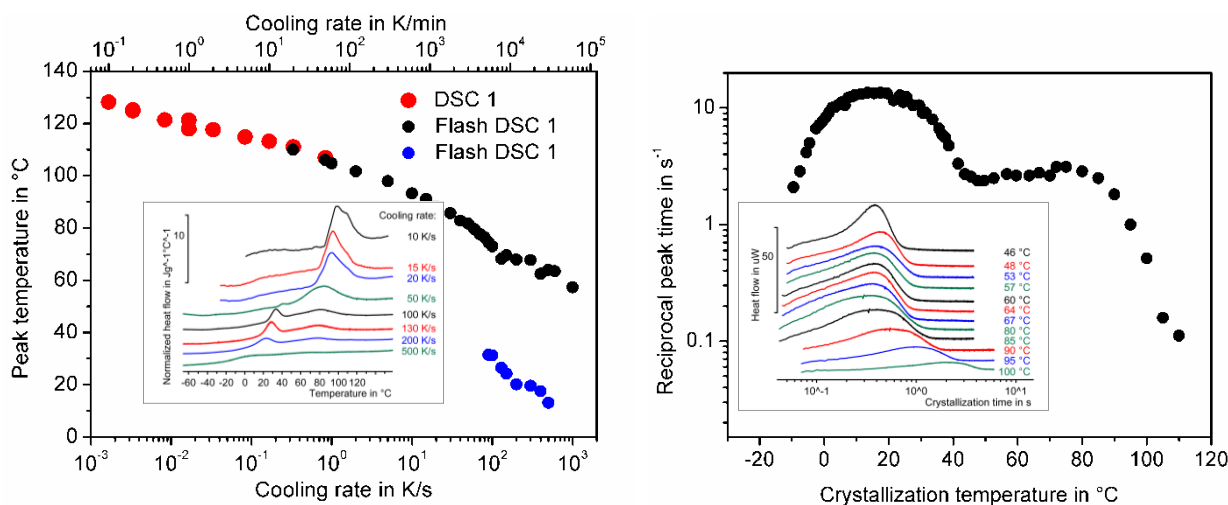 Cooling rate in K/min
10^-1 10^0 10^1 10^2 10^3 10^4 10^5
140
120
100
80
60
40
20
0
Peak temperature in °C
DSC 1
Flash DSC 1
Flash DSC 1
Normalized heat flow in Jg^-1°C^-1
10
Cooling rate:
10 K/s
15 K/s
20 K/s
50 K/s
100 K/s
130 K/s
200 K/s
500 K/s
-60 -40 -20 0 20 40 60 80 100 120
Temperature in °C
10^-3 10^-2 10^-1 10^0 10^1 10^2 10^3
Cooling rate in K/s
Reciprocal peak time in s^-1
10
1
0.1
Heat flow in uW
50
46 °C
48 °C
53 °C
57 °C
60 °C
64 °C
67 °C
80 °C
85 °C
90 °C
95 °C
100 °C
10^-1 10^0 10^1
Crystallization time in s
-20 0 20 40 60 80 100 120
Crystallization temperature in °C